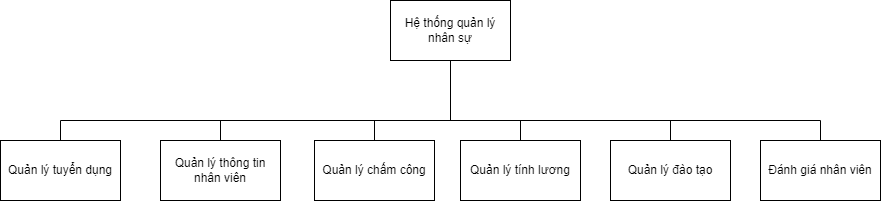 Hệ thống quản lý
nhân sự
Quản lý tuyển dụng
Quản lý thông tin
nhân viên
Quản lý chấm công
Quản lý tính lương
Quản lý đào tạo
Đánh giá nhân viên